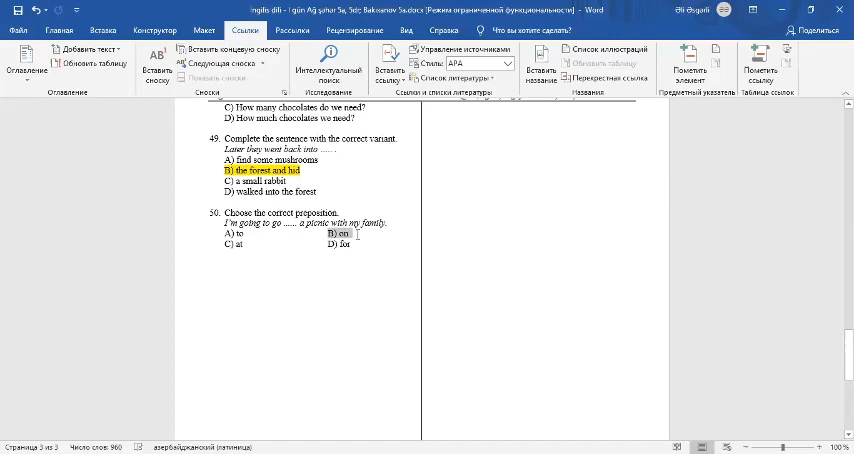 İngilis dili - I gün Ağ şəhər 5a, 5dr, Bakıxanov 5a.docx [Режим ограниченной функциональности] - Word
Əli Əsgərli
Файл Главная Вставка Конструктор Макет Ссылки Рассылки Рецензирование Вид Справка Что вы хотите сделать? Поделиться
Оглавление
Добавить текст
Обновить таблицу
Оглавление
AB1
Вставить сноску
Вставить концевую сноску
Следующая сноска
Показать сноски
Сноски
Интеллектуальный поиск
Исследование
Вставить ссылку
Управление источниками
Стиль: APA
Список литературы
Ссылки и списки литературы
Вставить название
Список иллюстраций
Обновить таблицу
Перекрестная ссылка
Названия
Пометить элемент
Предметный указатель
Пометить ссылку
Таблица ссылок
C) How many chocolates do we need?
D) How much chocolates we need?
49. Complete the sentence with the correct variant.
Later they went back into ...... .
A) find some mushrooms
B) the forest and hid
C) a small rabbit
D) walked into the forest
50. Choose the correct preposition.
I'm going to go ...... a picnic with my family.
A) to B) on
C) at D) for
Страница 3 из 3 Число слов: 960 азербайджанский (латиница) 100 %